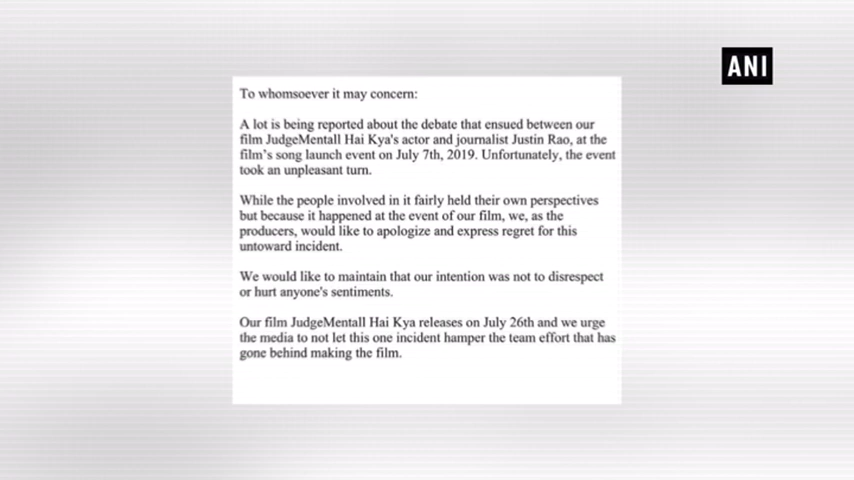 ANI
To whomsoever it may concern:
A lot is being reported about the debate that ensued between our
film JudgeMentall Hai Kya's actor and journalist Justin Rao, at the
film's song launch event on July 7th, 2019. Unfortunately, the event
took an unpleasant turn.
While the people involved in it fairly held their own perspectives
but because it happened at the event of our film, we, as the
producers, would like to apologize and express regret for this
untoward incident.
We would like to maintain that our intention was not to disrespect
or hurt anyone's sentiments.
Our film JudgeMentall Hai Kya releases on July 26th and we urge
the media to not let this one incident hamper the team effort that has
gone behind making the film.